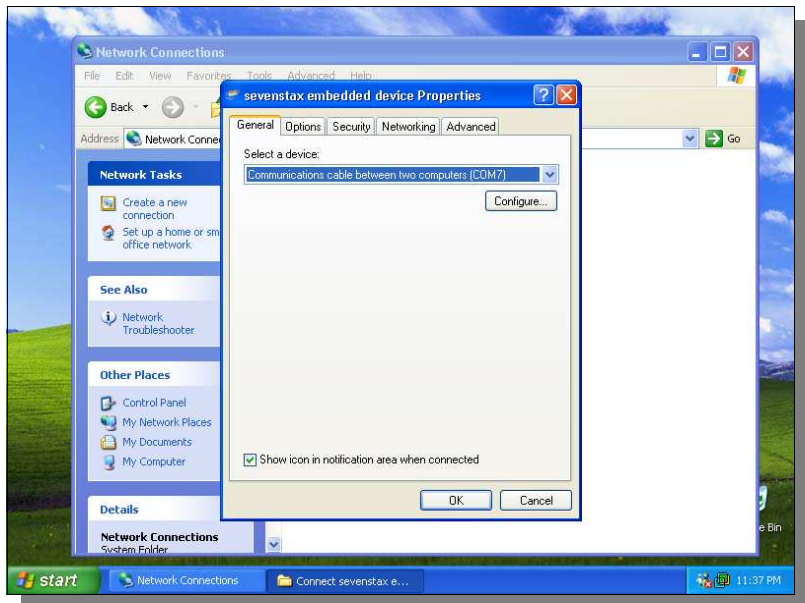 Network Connections
File Edit View Favorites Tools Advanced Help
Back
Address Network Conne
Go
Network Tasks
Create a new
connection
Set up a home or sm
office network
See Also
Network
Troubleshooter
Other Places
Control Panel
My Network Places
My Documents
My Computer
Details
Network Connections
System Folder
sevenstax embedded device Properties
General Options Security Networking Advanced
Select a device:
Communications cable between two computers (COM7)
Configure...
Show icon in notification area when connected
OK Cancel
e Bin
start Network Connections Connect sevenstax e... 11:37 PM